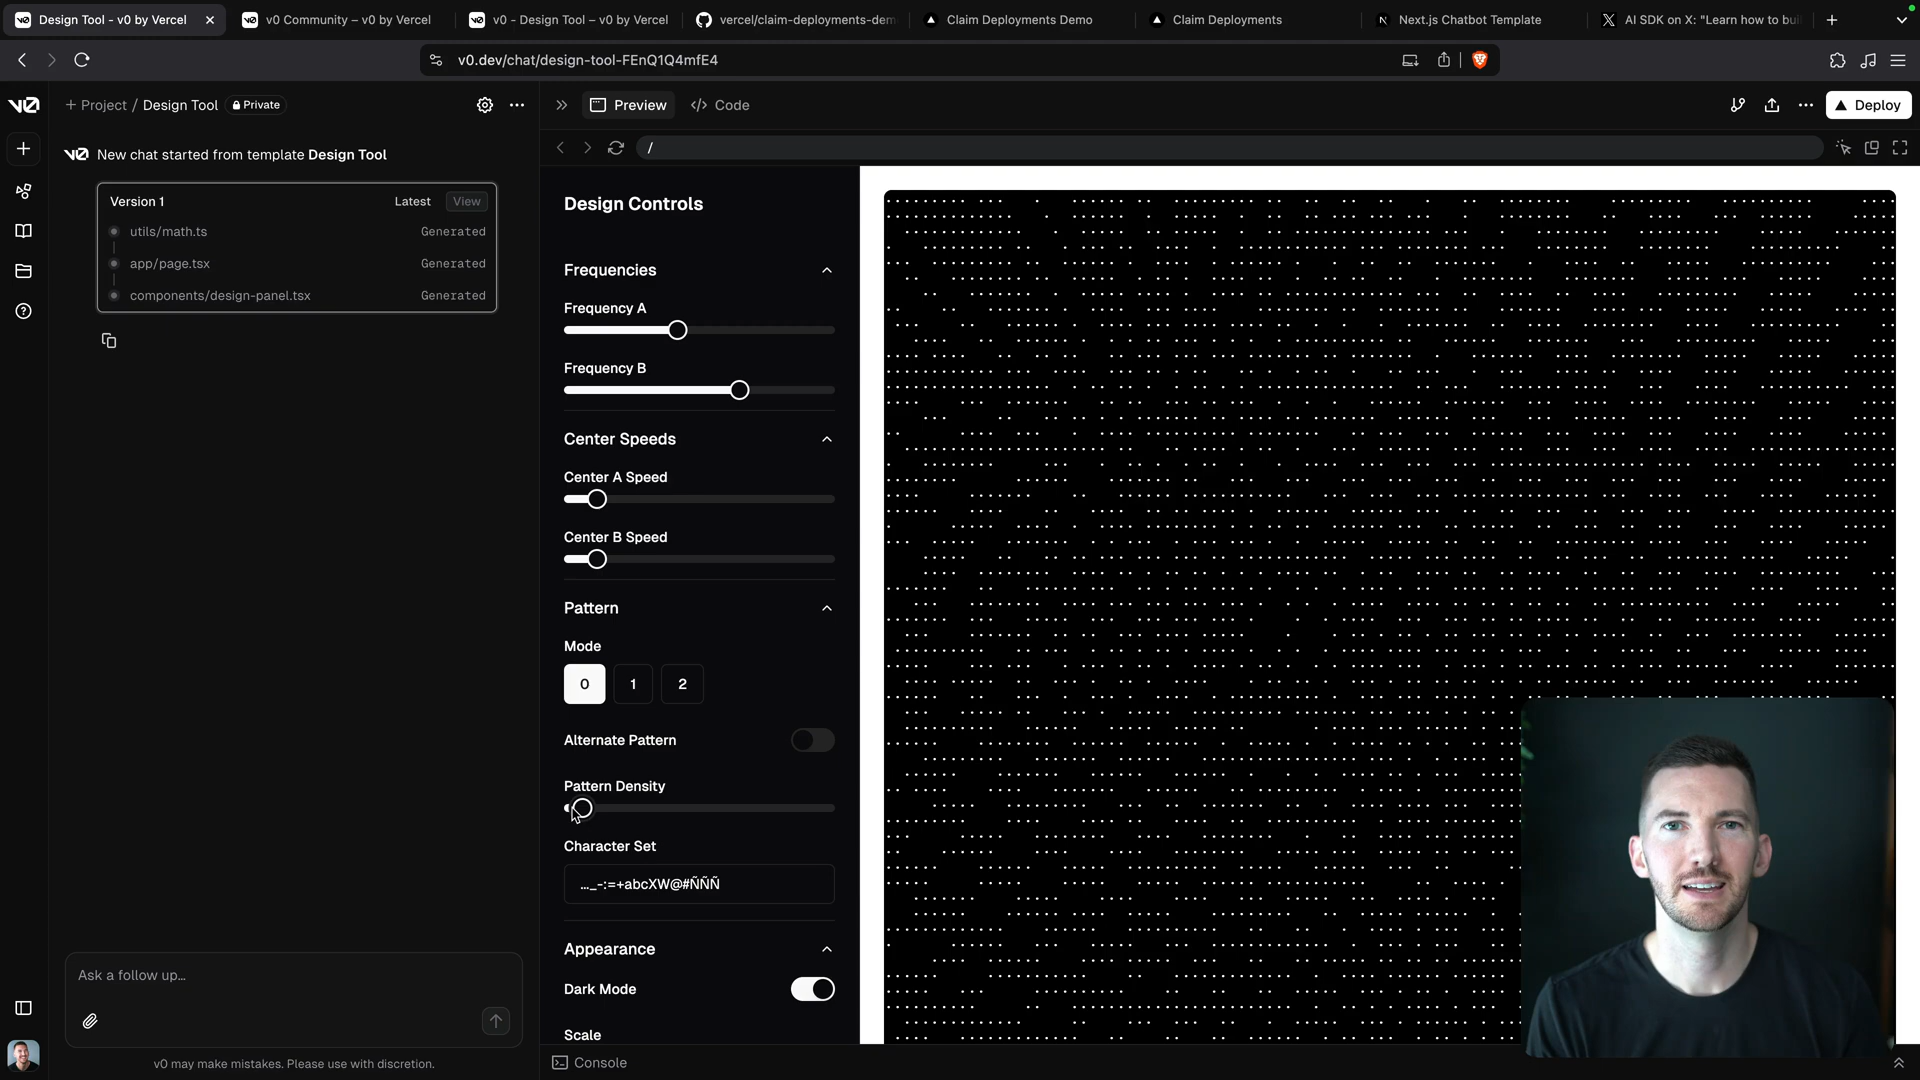 Design Tool - v0 by Vercel
v0 Community – v0 by Vercel
v0 - Design Tool – v0 by Vercel
vercel/claim-deployments-dem
Claim Deployments Demo
Claim Deployments
Next.js Chatbot Template
AI SDK on X: "Learn how to bui
v0.dev/chat/design-tool-FEnQ1Q4mfE4
v0
+ Project / Design Tool
Private
Preview
Code
Deploy
v0 New chat started from template Design Tool
/
Version 1
Latest
View
utils/math.ts
Generated
app/page.tsx
Generated
components/design-panel.tsx
Generated
Design Controls
Frequencies
Frequency A
Frequency B
Center Speeds
Center A Speed
Center B Speed
Pattern
Mode
0
1
2
Alternate Pattern
Pattern Density
Character Set
..._-:=+abcXW@#ÑÑÑ
Appearance
Dark Mode
Scale
Ask a follow up...
v0 may make mistakes. Please use with discretion.
Console